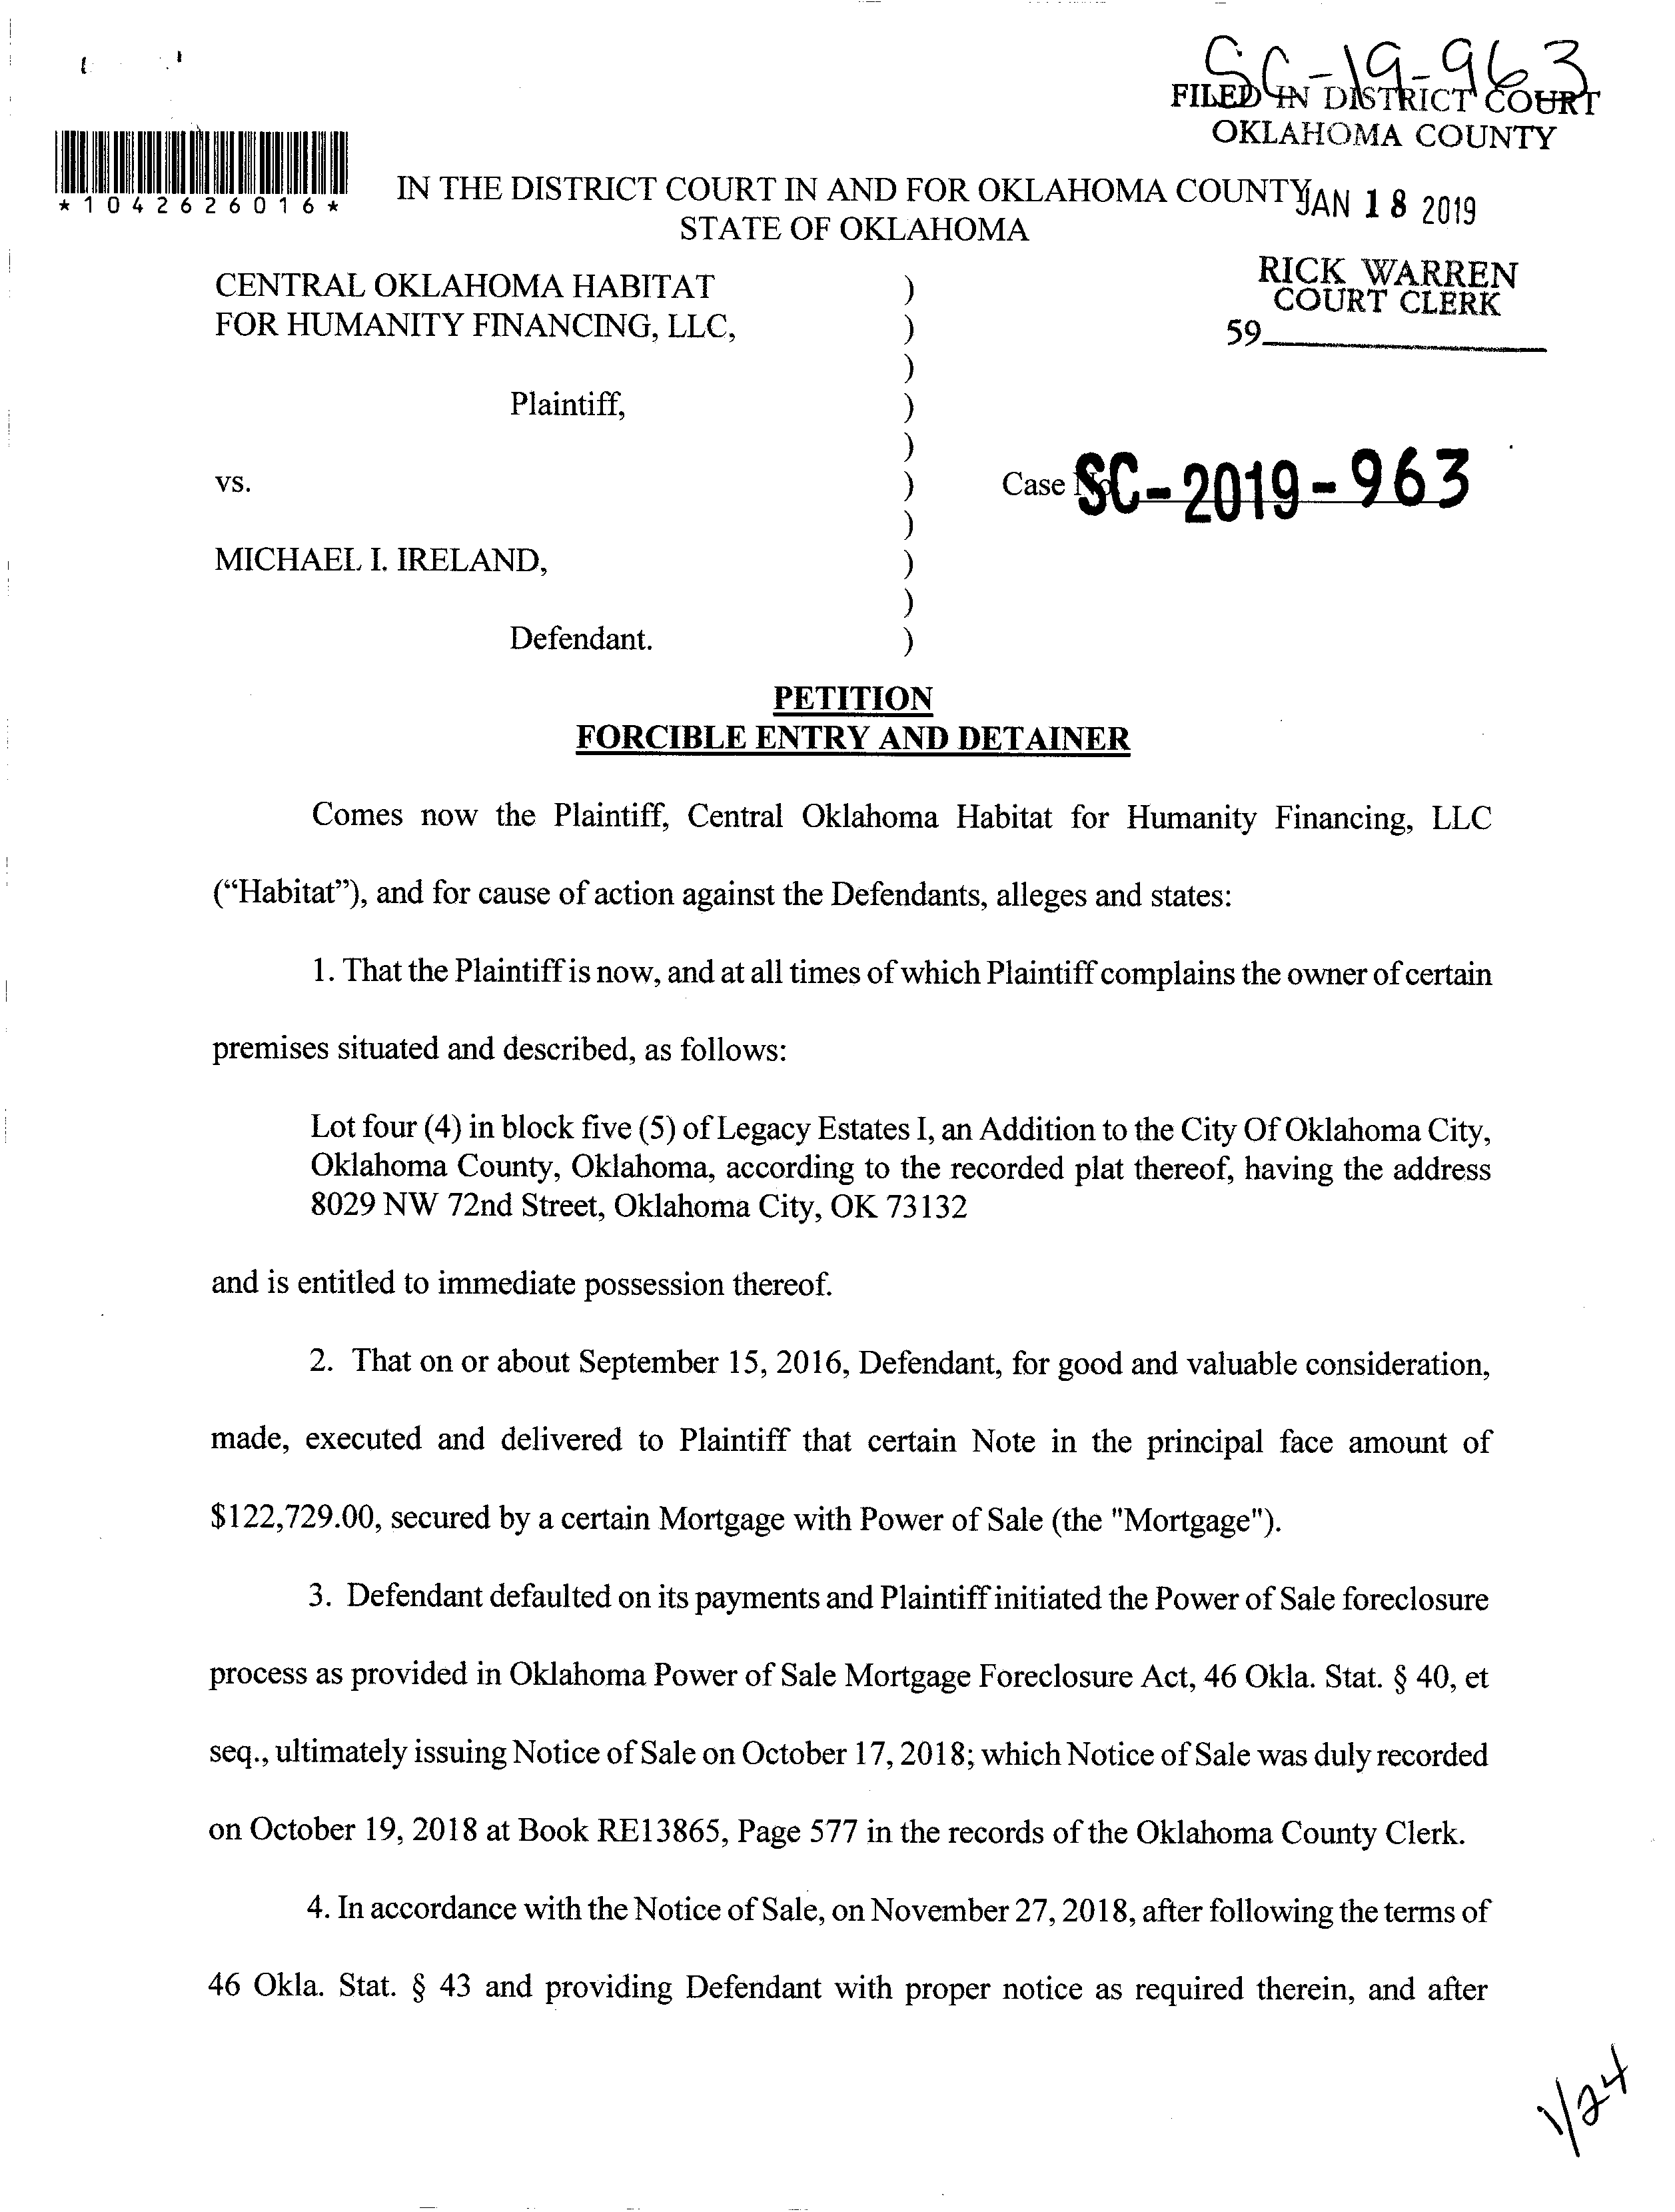 SC-19-963
FILED IN DISTRICT COURT
OKLAHOMA COUNTY
*1042626016*
IN THE DISTRICT COURT IN AND FOR OKLAHOMA COUNTY
JAN 18 2019
STATE OF OKLAHOMA
RICK WARREN
COURT CLERK
59
CENTRAL OKLAHOMA HABITAT )
FOR HUMANITY FINANCING, LLC, )
)
Plaintiff, )
)
vs. ) Case No. SC-2019-963
)
MICHAEL I. IRELAND, )
)
Defendant. )
PETITION
FORCIBLE ENTRY AND DETAINER
Comes now the Plaintiff, Central Oklahoma Habitat for Humanity Financing, LLC
(“Habitat”), and for cause of action against the Defendants, alleges and states:
1. That the Plaintiff is now, and at all times of which Plaintiff complains the owner of certain
premises situated and described, as follows:
Lot four (4) in block five (5) of Legacy Estates I, an Addition to the City Of Oklahoma City,
Oklahoma County, Oklahoma, according to the recorded plat thereof, having the address
8029 NW 72nd Street, Oklahoma City, OK 73132
and is entitled to immediate possession thereof.
2. That on or about September 15, 2016, Defendant, for good and valuable consideration,
made, executed and delivered to Plaintiff that certain Note in the principal face amount of
$122,729.00, secured by a certain Mortgage with Power of Sale (the "Mortgage").
3. Defendant defaulted on its payments and Plaintiff initiated the Power of Sale foreclosure
process as provided in Oklahoma Power of Sale Mortgage Foreclosure Act, 46 Okla. Stat. § 40, et
seq., ultimately issuing Notice of Sale on October 17, 2018; which Notice of Sale was duly recorded
on October 19, 2018 at Book RE13865, Page 577 in the records of the Oklahoma County Clerk.
4. In accordance with the Notice of Sale, on November 27, 2018, after following the terms of
46 Okla. Stat. § 43 and providing Defendant with proper notice as required therein, and after
1/24